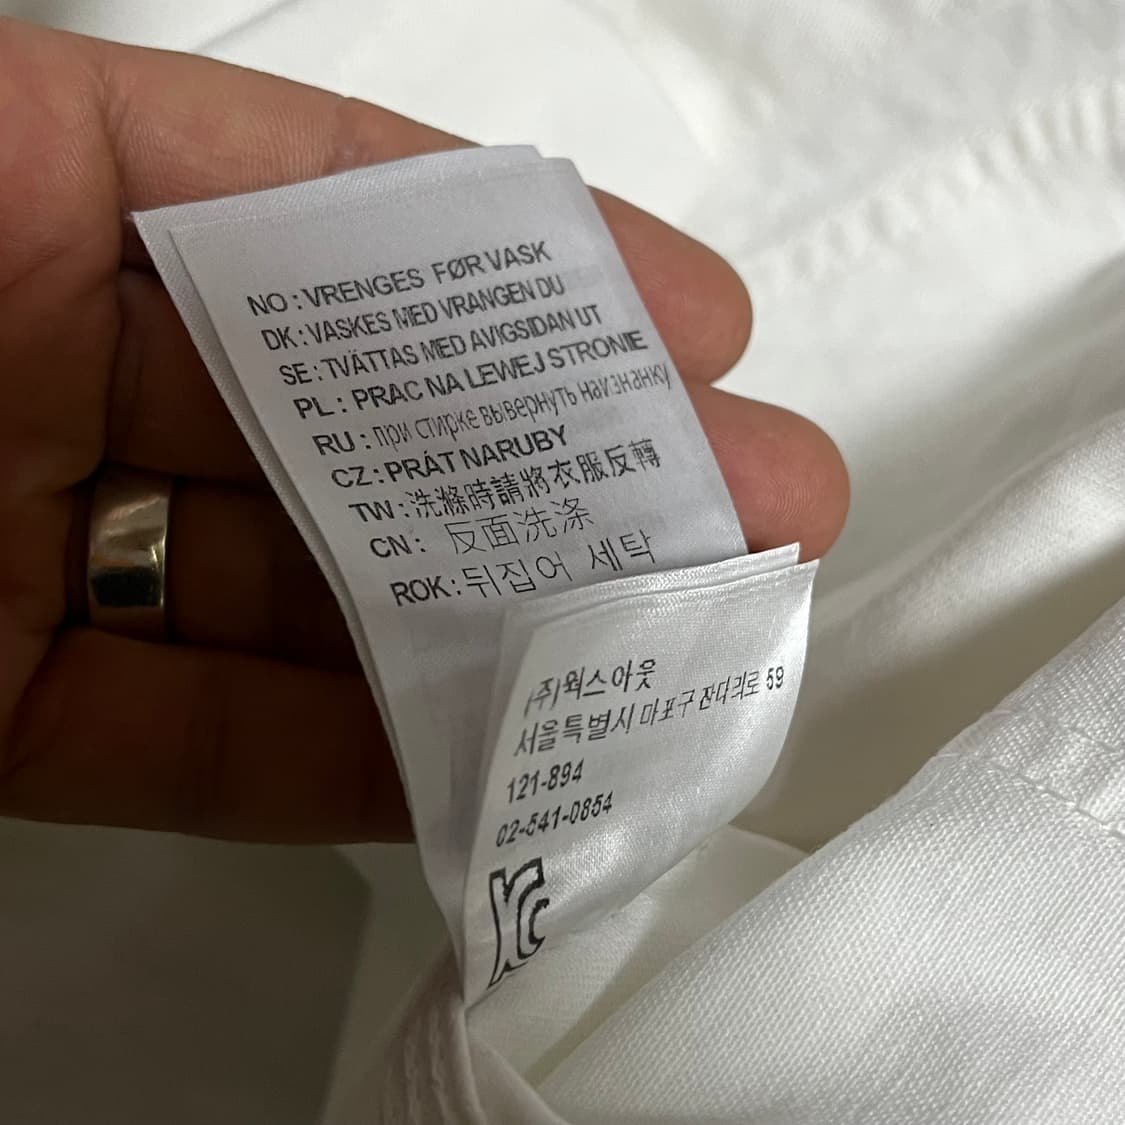 NO : VRENGES FØR VASK
DK : VASKES MED VRANGEN DU
SE : TVÄTTAS MED AVIGSIDAN UT
PL : PRAC NA LEWEJ STRONIE
RU : при стирке вывернуть наизнанку
CZ : PRÁT NARUBY
TW : 洗滌時請將衣服反轉
CN : 反面洗涤
ROK : 뒤집어 세탁
(주)웍스아웃
서울특별시 마포구 잔다리로 59
121-894
02-541-0854